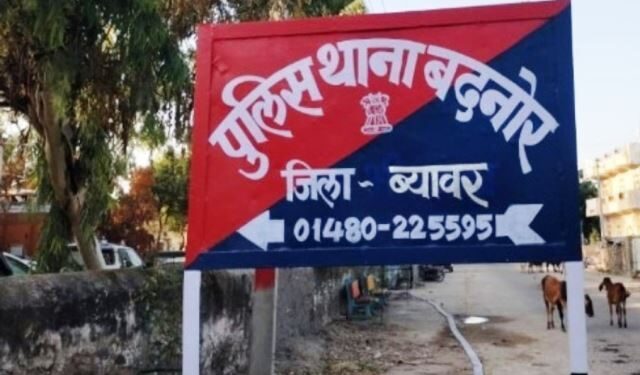 पुलिस थाना बदनोर
जिला - ब्यावर
01480-225595